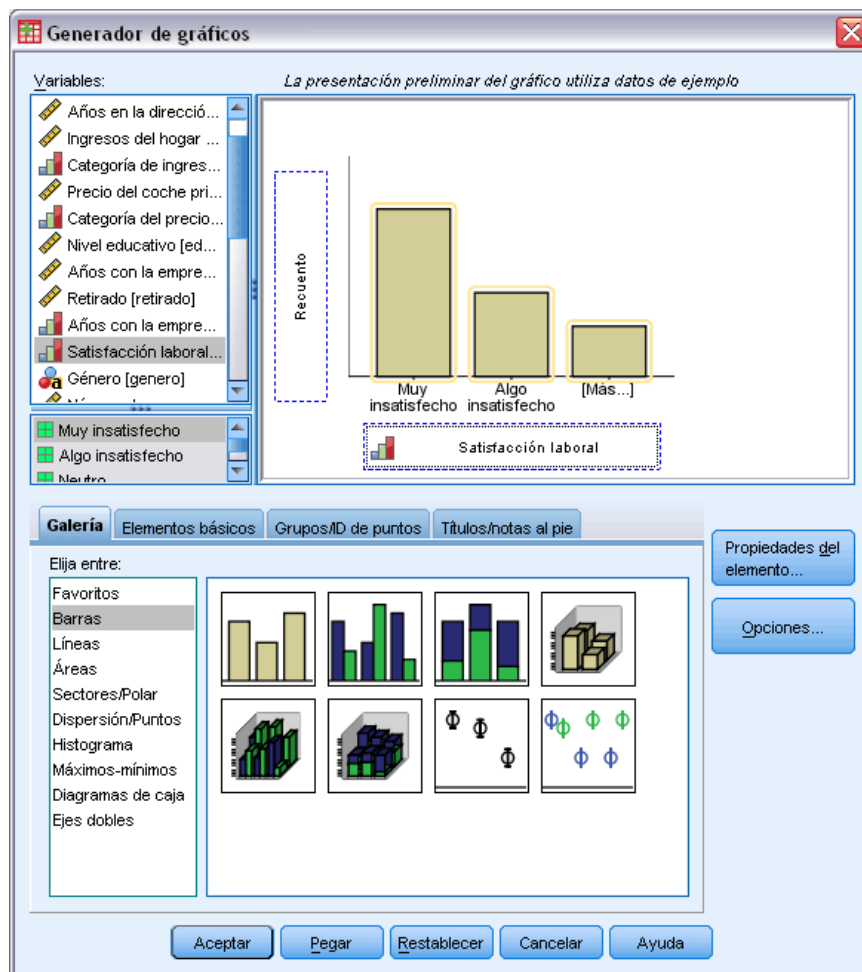 Generador de gráficos
Variables:
La presentación preliminar del gráfico utiliza datos de ejemplo
Años en la direcció...
Ingresos del hogar ...
Categoría de ingres...
Precio del coche pri...
Categoría del precio...
Nivel educativo [ed...
Años con la empre...
Retirado [retirado]
Años con la empre...
Satisfacción laboral...
Género [genero]
Muy insatisfecho
Algo insatisfecho
Neutro
Recuento
Muy
insatisfecho
Algo
insatisfecho
[Más...]
Satisfacción laboral
Galería
Elementos básicos
Grupos/ID de puntos
Títulos/notas al pie
Elija entre:
Favoritos
Barras
Líneas
Áreas
Sectores/Polar
Dispersión/Puntos
Histograma
Máximos-mínimos
Diagramas de caja
Ejes dobles
Propiedades del
elemento...
Opciones...
Aceptar
Pegar
Restablecer
Cancelar
Ayuda